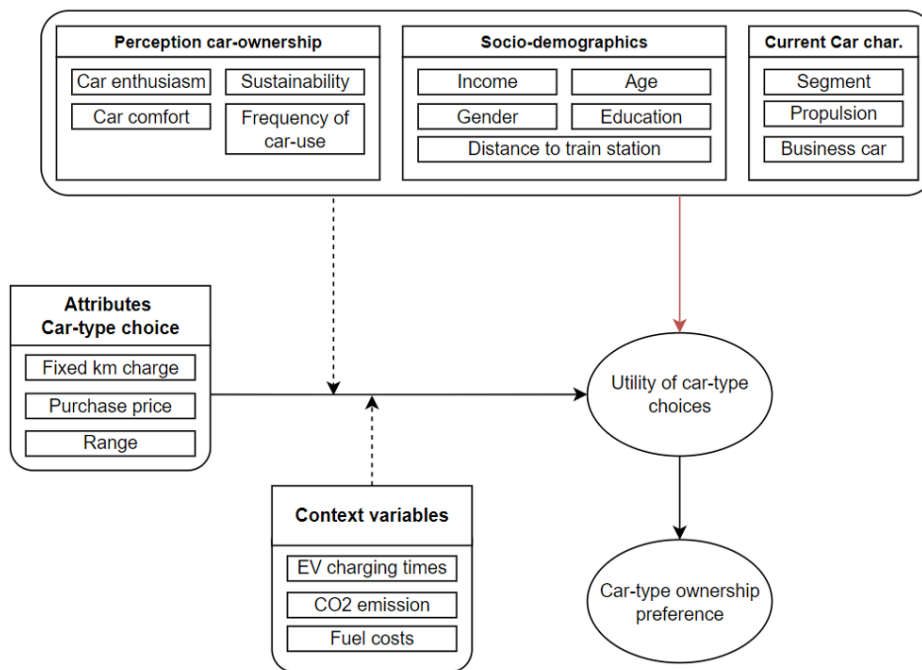 Perception car-ownership
Car enthusiasm
Sustainability
Car comfort
Frequency of
car-use
Socio-demographics
Income
Age
Gender
Education
Distance to train station
Current Car char.
Segment
Propulsion
Business car
Attributes
Car-type choice
Fixed km charge
Purchase price
Range
Utility of car-type
choices
Context variables
EV charging times
CO2 emission
Fuel costs
Car-type ownership
preference